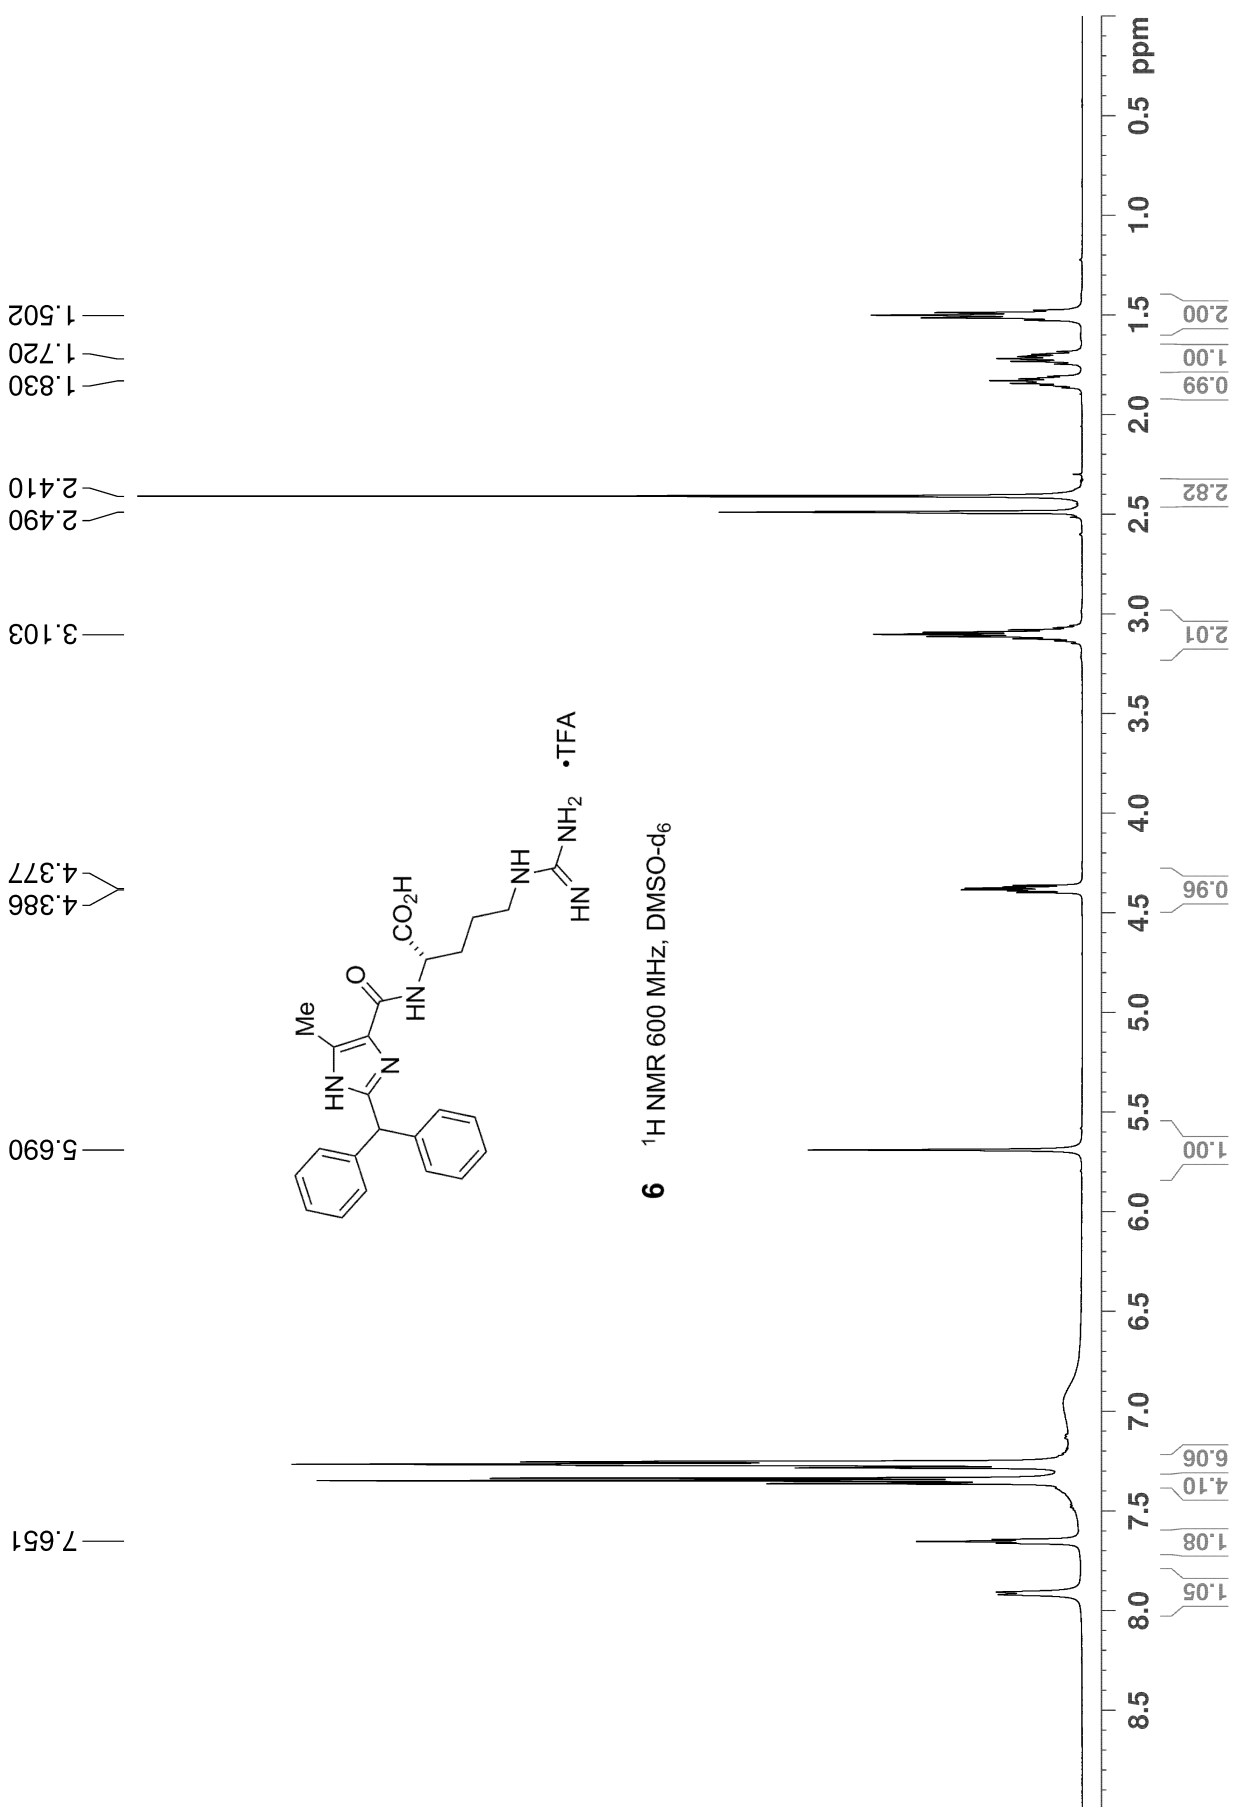 7.651
5.690
4.386
4.377
3.103
2.490
2.410
1.830
1.720
1.502
Me
HN
N
O
HN
CO2H
NH
HN
NH2
•TFA
6 1H NMR 600 MHz, DMSO-d6
8.5 8.0 7.5 7.0 6.5 6.0 5.5 5.0 4.5 4.0 3.5 3.0 2.5 2.0 1.5 1.0 0.5 ppm
1.05
1.08
4.10
6.06
1.00
0.96
2.01
2.82
0.99
1.00
2.00